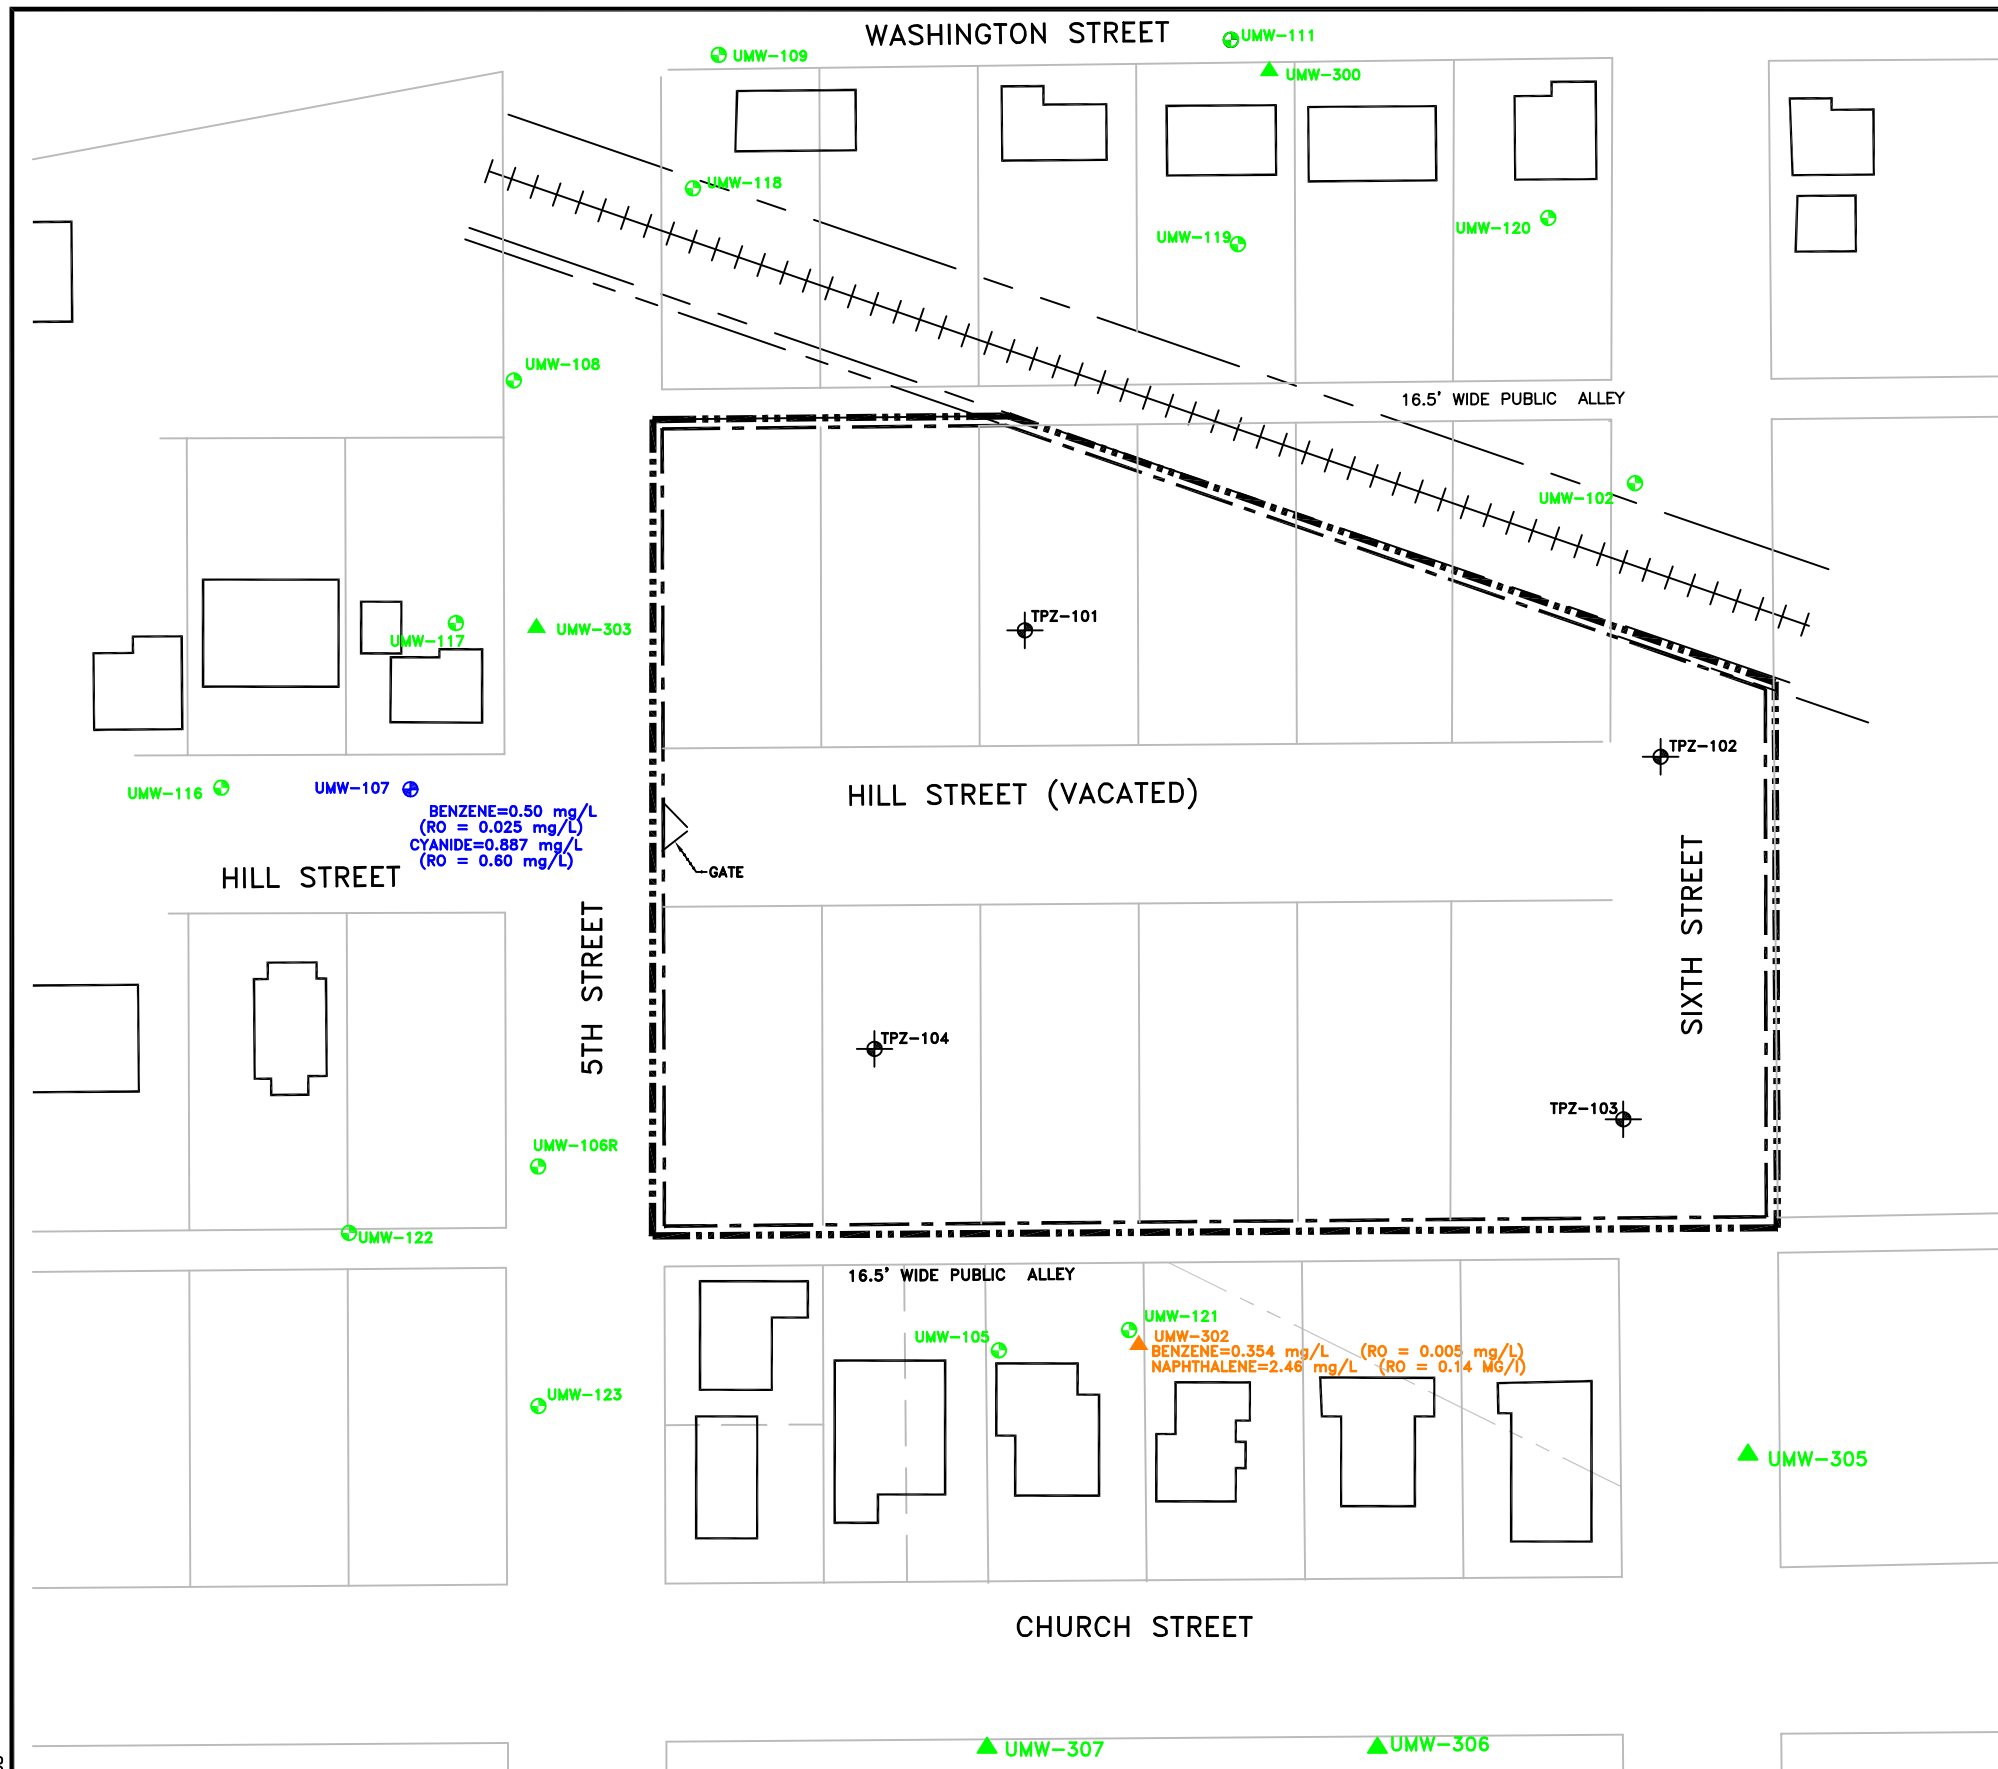 WASHINGTON STREET
UMW-111
UMW-109
UMW-300
UMW-118
UMW-120
UMW-119
UMW-108
16.5' WIDE PUBLIC ALLEY
UMW-102
TPZ-101
UMW-303
UMW-117
TPZ-102
UMW-116
UMW-107
BENZENE=0.50 mg/L
(RO = 0.025 mg/L)
CYANIDE=0.887 mg/L
(RO = 0.60 mg/L)
HILL STREET (VACATED)
GATE
HILL STREET
5TH STREET
SIXTH STREET
TPZ-104
TPZ-103
UMW-106R
UMW-122
16.5' WIDE PUBLIC ALLEY
UMW-121
UMW-105
UMW-302
BENZENE=0.354 mg/L (RO = 0.005 mg/L)
NAPHTHALENE=2.46 mg/L (RO = 0.14 MG/l)
UMW-123
UMW-305
CHURCH STREET
UMW-307
UMW-306